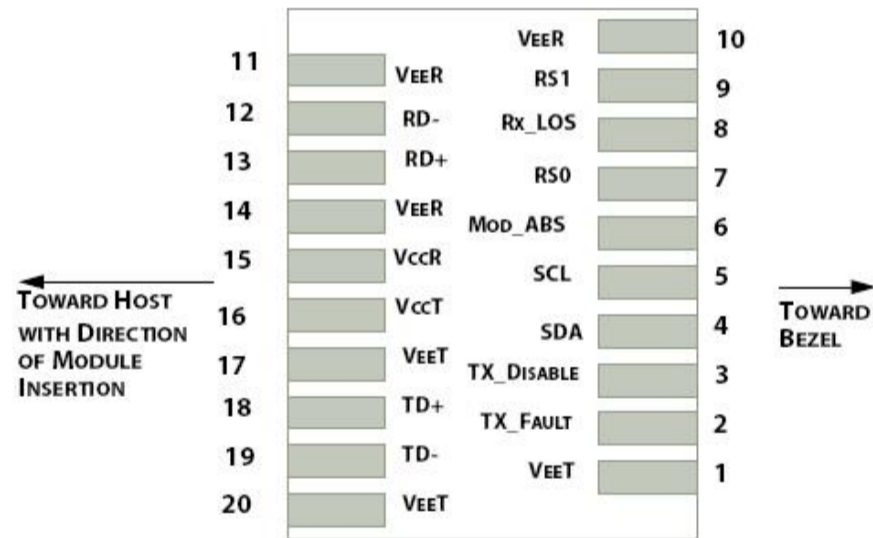 11 VEER
12 RD-
13 RD+
14 VEER
15 VCCR
16 VCCT
17 VEET
18 TD+
19 TD-
20 VEET
VEER 10
RS1 9
RX_LOS 8
RS0 7
MOD_ABS 6
SCL 5
SDA 4
TX_DISABLE 3
TX_FAULT 2
VEET 1
TOWARD HOST
WITH DIRECTION
OF MODULE
INSERTION
TOWARD
BEZEL